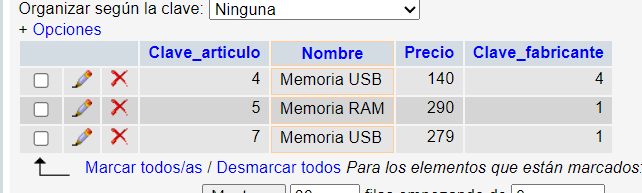 Organizar según la clave: Ninguna
+ Opciones
Clave_articulo Nombre Precio Clave_fabricante
4 Memoria USB 140 4
5 Memoria RAM 290 1
7 Memoria USB 279 1
Marcar todos/as / Desmarcar todos Para los elementos que están marcados:
filas empezando de